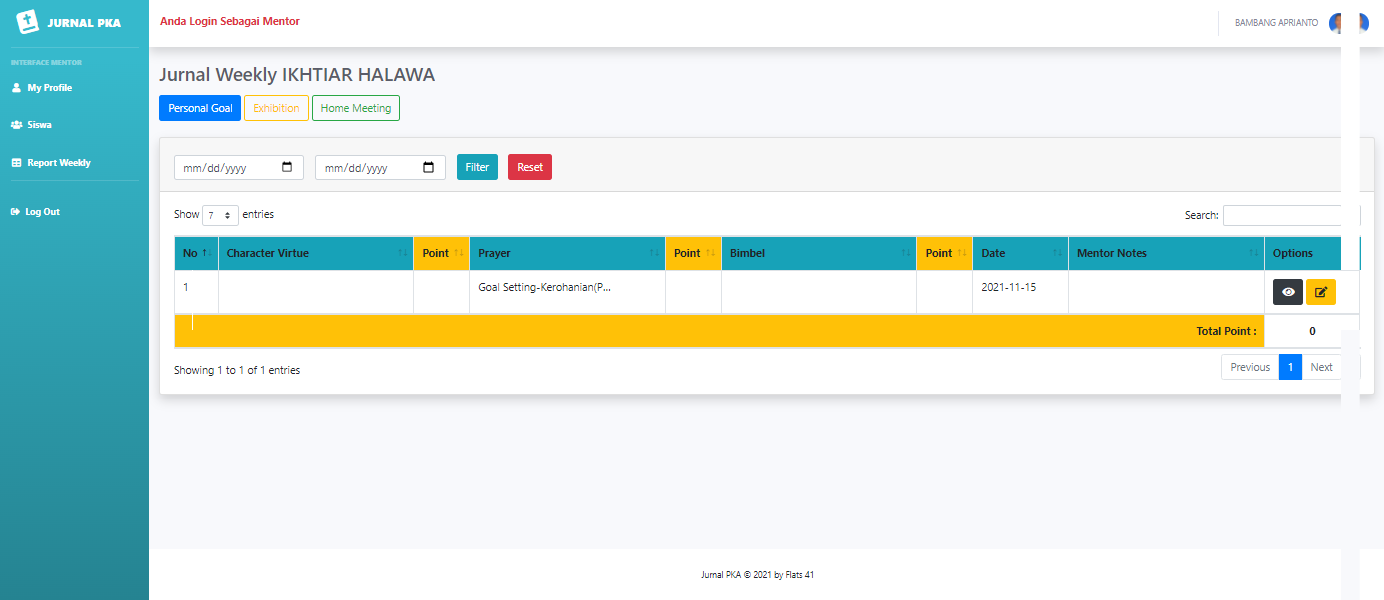 JURNAL PKA
Anda Login Sebagai Mentor
BAMBANG APRIANTO
INTERFACE MENTOR
My Profile
Siswa
Report Weekly
Log Out
Jurnal Weekly IKHTIAR HALAWA
Personal Goal Exhibition Home Meeting
mm/dd/yyyy mm/dd/yyyy Filter Reset
Show 7 entries Search:
No Character Virtue Point Prayer Point Bimbel Point Date Mentor Notes Options
1 Goal Setting-Kerohanian(P... 2021-11-15
Total Point : 0
Showing 1 to 1 of 1 entries Previous 1 Next
Jurnal PKA © 2021 by Flats 41